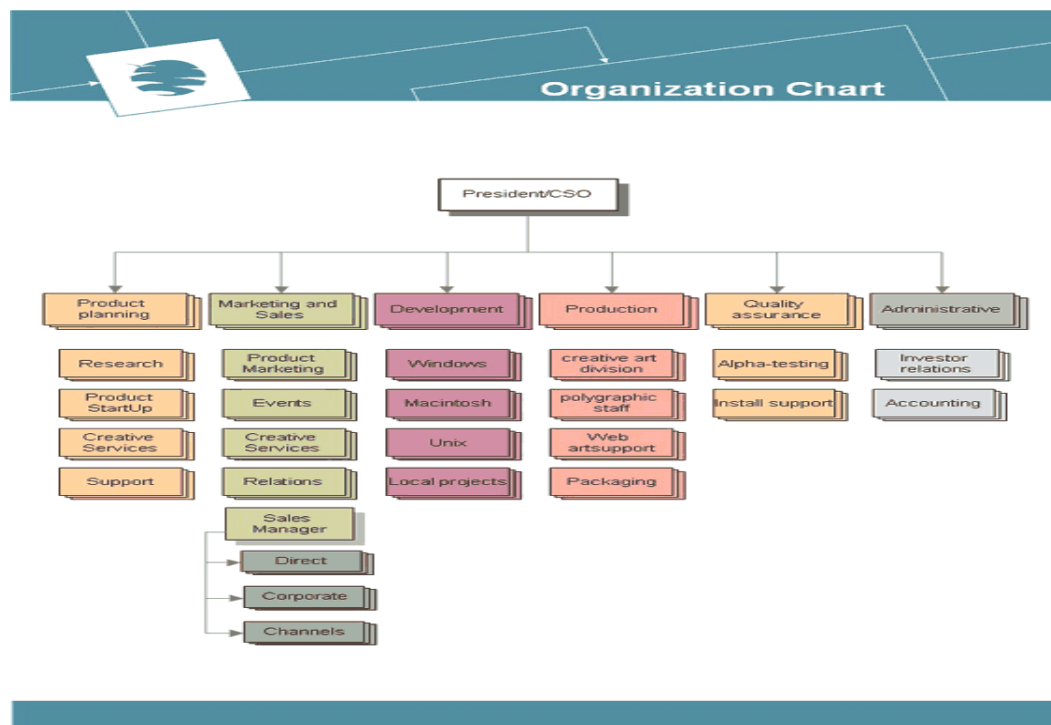 Organization Chart
President/CSO
Product
planning
Marketing and
Sales
Development
Production
Quality
assurance
Administrative
Research
Product
StartUp
Creative
Services
Support
Product
Marketing
Events
Creative
Services
Relations
Sales
Manager
Direct
Corporate
Channels
Windows
Macintosh
Unix
Local projects
creative art
division
polygraphic
staff
Web
artsupport
Packaging
Alpha-testing
Install support
Investor
relations
Accounting